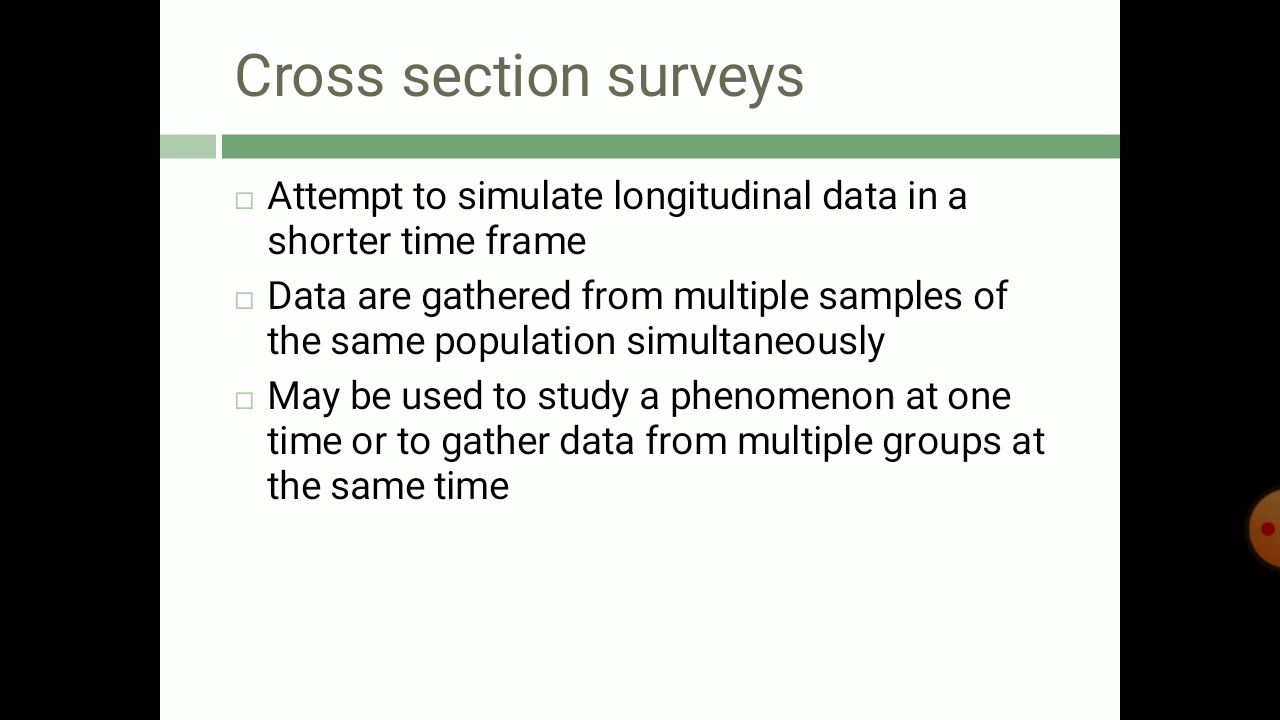 Cross section surveys
Attempt to simulate longitudinal data in a
shorter time frame
Data are gathered from multiple samples of
the same population simultaneously
May be used to study a phenomenon at one
time or to gather data from multiple groups at
the same time